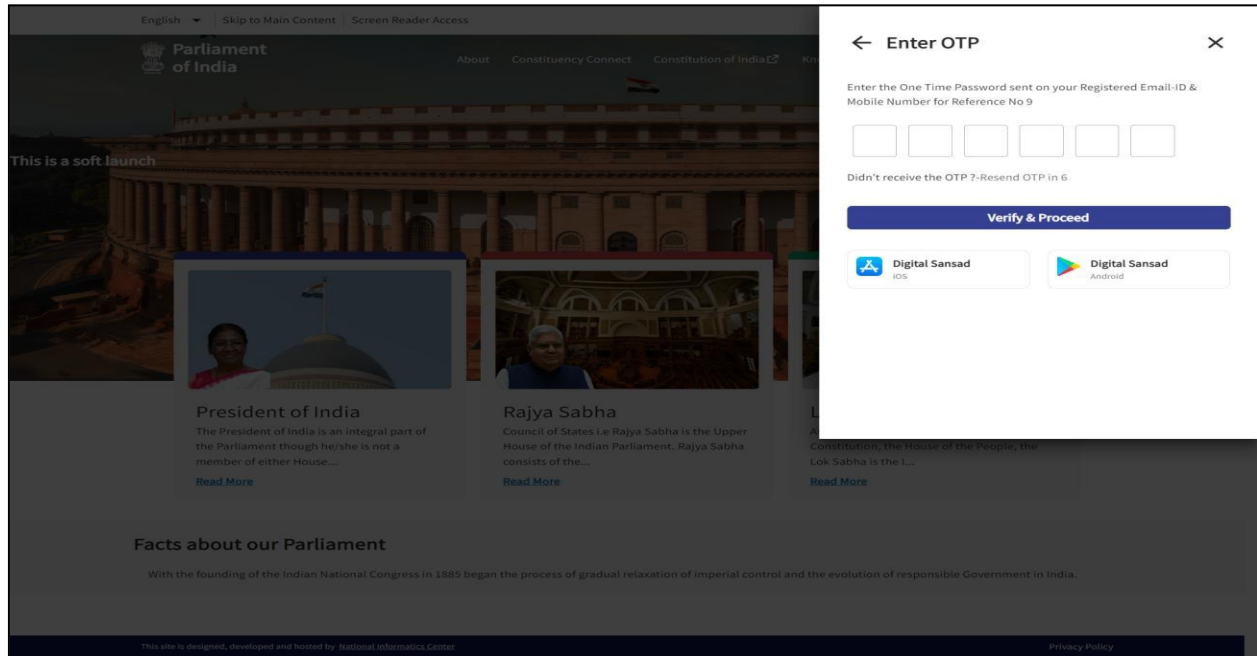 English
Skip to Main Content
Screen Reader Access
Parliament
of India
About
Constituency Connect
Constitution of India
This is a soft launch
President of India
The President of India is an integral part of
the Parliament though he/she is not a
member of either House...
Read More
Rajya Sabha
Council of States i.e Rajya Sabha is the Upper
House of the Indian Parliament. Rajya Sabha
consists of the...
Read More
Constitution, the House of the People, the
Lok Sabha is the i...
Read More
Enter OTP
Enter the One Time Password sent on your Registered Email-ID &
Mobile Number for Reference No 9
Didn't receive the OTP ?-Resend OTP in 6
Verify & Proceed
Digital Sansad
iOS
Digital Sansad
Android
Facts about our Parliament
With the founding of the Indian National Congress in 1885 began the process of gradual relaxation of imperial control and the evolution of responsible Government in India.
This site is designed, developed and hosted by National Informatics Center
Privacy Policy